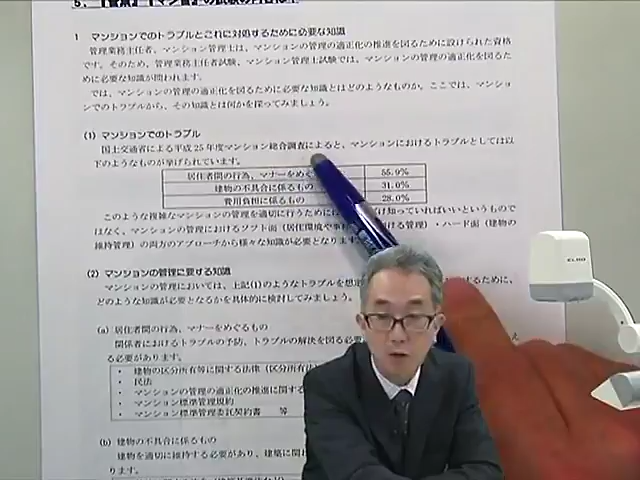 5．『管業』『マン管』の試験の内容は？
1　マンションでのトラブルとこれに対処するために必要な知識
管理業務主任者、マンション管理士は、マンションの管理の適正化の推進を図るために設けられた資格
です。そのため、管理業務主任者試験、マンション管理士試験では、マンションの管理の適正化を図るた
めに必要な知識が問われます。
では、マンションの管理の適正化を図るために必要な知識とはどのようなものか。ここでは、マンショ
ンでのトラブルから、その知識とは何かを探ってみましょう。
(1) マンションでのトラブル
国土交通省による平成 25 年度マンション総合調査によると、マンションにおけるトラブルとしては以
下のようなものが挙げられています。
居住者間の行為、マナーをめぐ 55.9%
建物の不具合に係るもの 31.0%
費用負担に係るもの 28.0%
このような複雑なマンションの管理を適切に行うためには け知っていればいいというもので
はなく、マンションの管理におけるソフト面（居住環境や事 ける管理）・ハード面（建物の
維持管理）の両方のアプローチから様々な知識が必要となります。
(2) マンションの管理に要する知識
マンションの管理においては、上記(1)のようなトラブルを想定 するために、
どのような知識が必要となるかを具体的に検討してみましょう。
(a) 居住者間の行為、マナーをめぐるもの
関係者におけるトラブルの予防、トラブルの解決を図る必 え
る必要があります。
・ 建物の区分所有等に関する法律（区分所有法
・ 民法
・ マンションの管理の適正化の推進に関する
・ マンション標準管理規約
・ マンション標準管理委託契約書　等
(b) 建物の不具合に係るもの
建物を適切に維持する必要があり、建築に関
ります。
ELMO